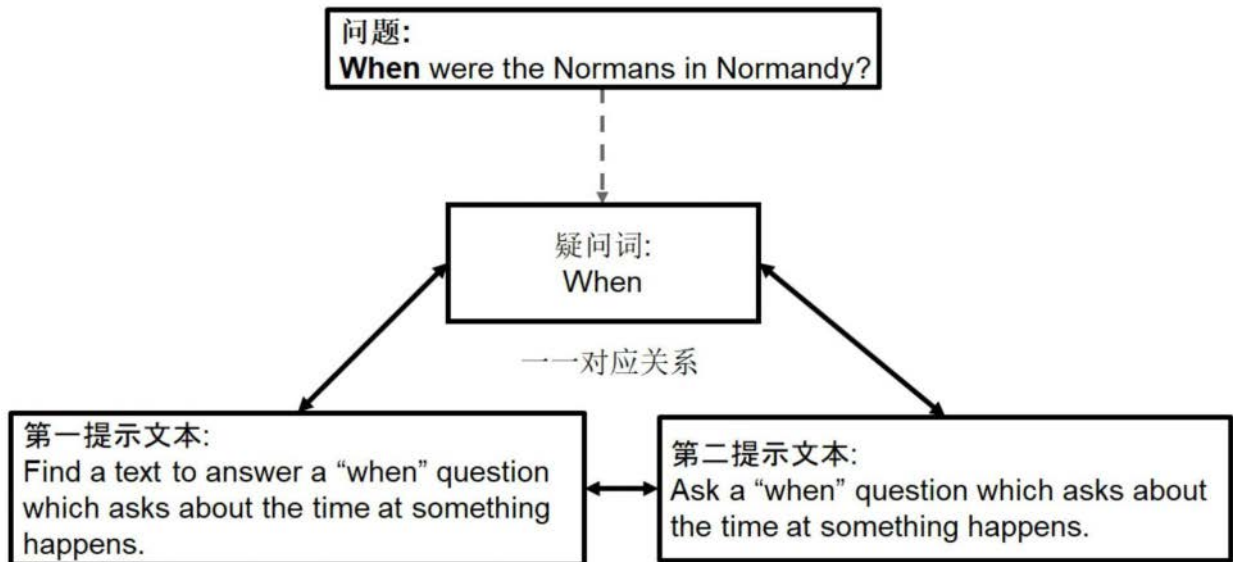 问题:
When were the Normans in Normandy?
疑问词:
When
一一对应关系
第一提示文本:
Find a text to answer a “when” question
which asks about the time at something
happens.
第二提示文本:
Ask a “when” question which asks about
the time at something happens.